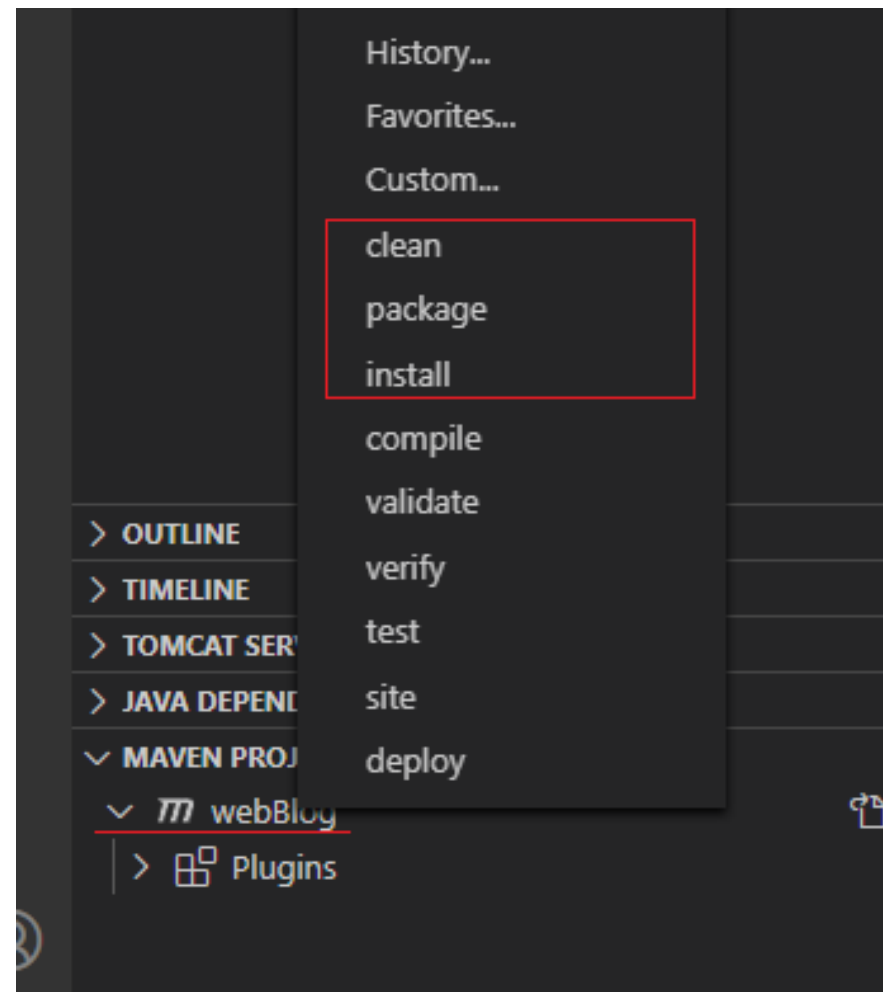 History...
Favorites...
Custom...
clean
package
install
compile
validate
verify
test
site
deploy
OUTLINE
TIMELINE
TOMCAT SER
JAVA DEPEND
MAVEN PROJ
webBlog
Plugins